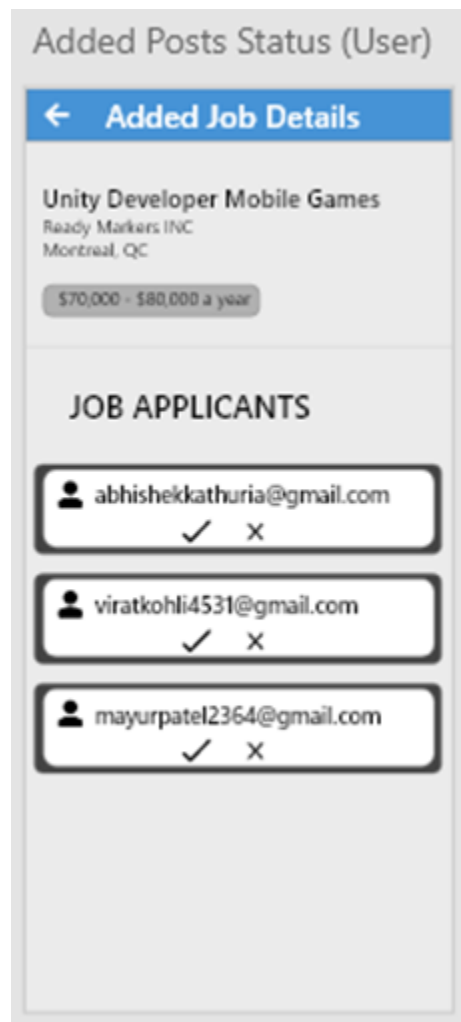 Added Posts Status (User)
Added Job Details
Unity Developer Mobile Games
Ready Markers INC
Montreal, QC
$70,000 - $80,000 a year
JOB APPLICANTS
abhishekkathuria@gmail.com
viratkohli4531@gmail.com
mayurpatel2364@gmail.com